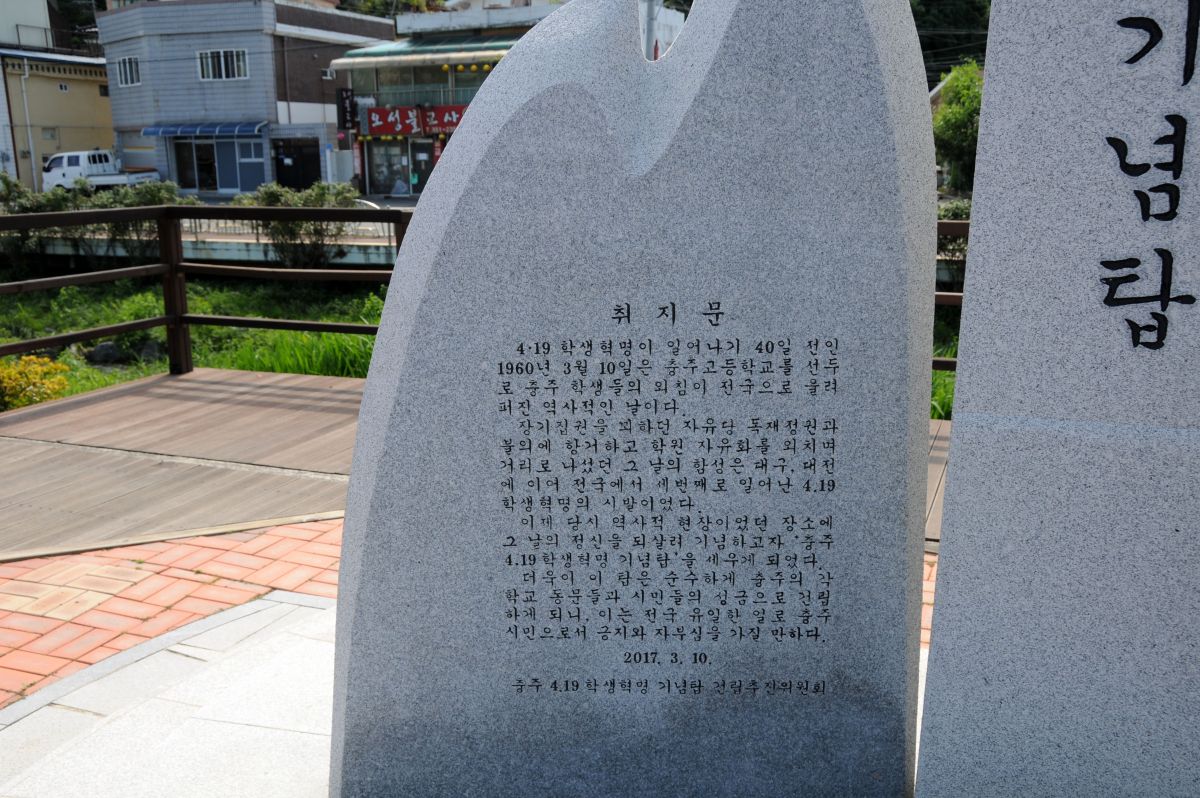 오성불교사
기
념
탑
취 지 문
4·19 학생혁명이 일어나기 40일 전인
1960년 3월 10일은 충주고등학교를 선두
로 충주 학생들의 외침이 전국으로 울려
퍼진 역사적인 날이다.
장기집권을 꾀하던 자유당 독재정권과
불의에 항거하고 학원 자유화를 외치며
거리로 나섰던 그 날의 함성은 대구, 대전
에 이어 전국에서 세번째로 일어난 4.19
학생혁명의 시발이었다.
이제 당시 역사적 현장이었던 장소에
그 날의 정신을 되살려 기념하고자 '충주
4.19 학생혁명 기념탑'을 세우게 되었다.
더욱이 이 탑은 순수하게 충주의 각
학교 동문들과 시민들의 성금으로 건립
하게 되니, 이는 전국 유일한 일로 충주
시민으로서 긍지와 자부심을 가질 만하다.
2017. 3. 10.
충주 4.19 학생혁명 기념탑 건립추진위원회